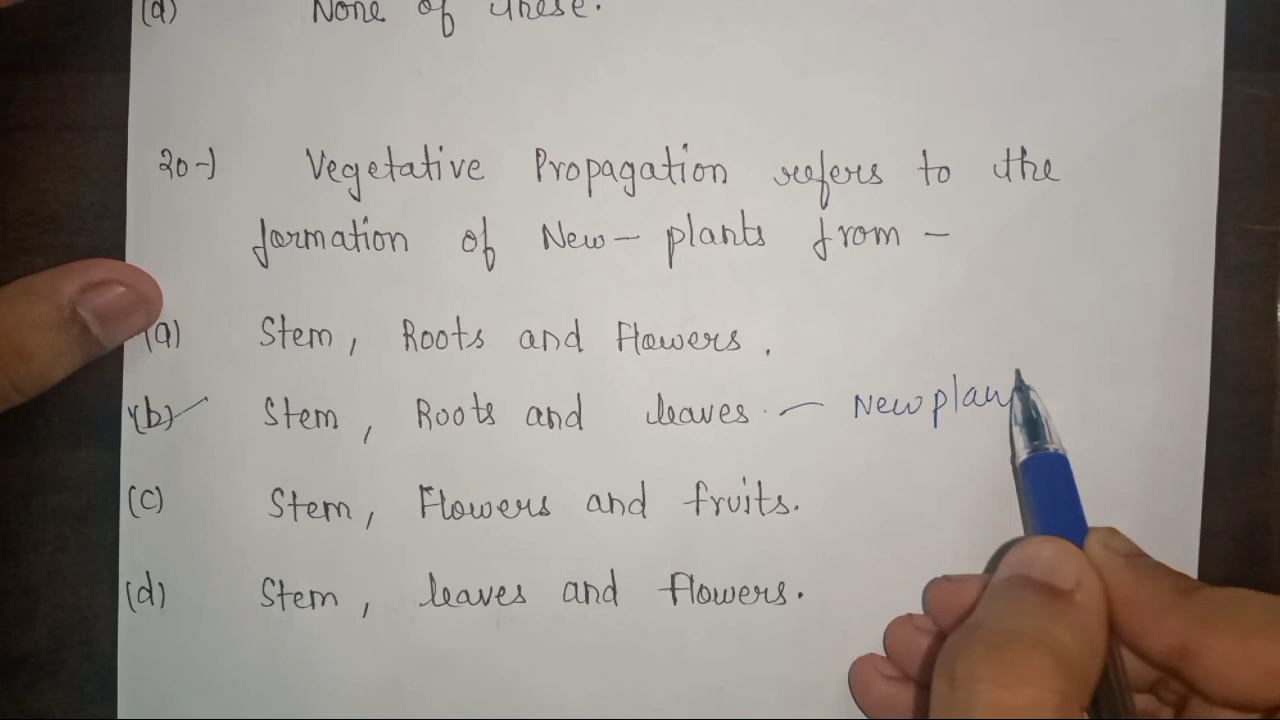 (d) None of these.
20-) Vegetative Propagation refers to the
formation of New- plants from -
(a) Stem, Roots and Flowers.
(b) Stem, Roots and leaves. - New plan
(c) Stem, Flowers and fruits.
(d) Stem, leaves and flowers.